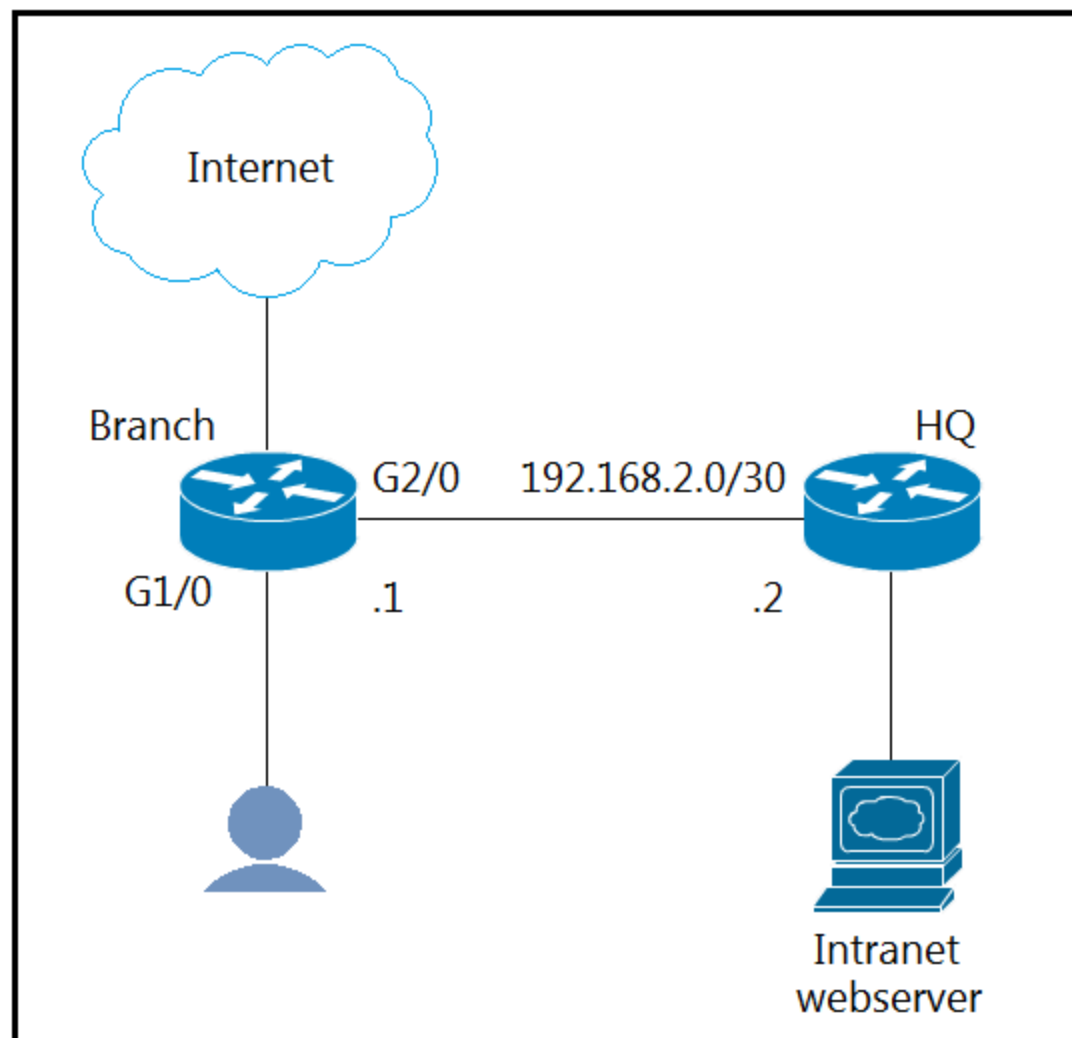 Internet
Branch
HQ
G2/0
192.168.2.0/30
G1/0
.1
.2
Intranet
webserver